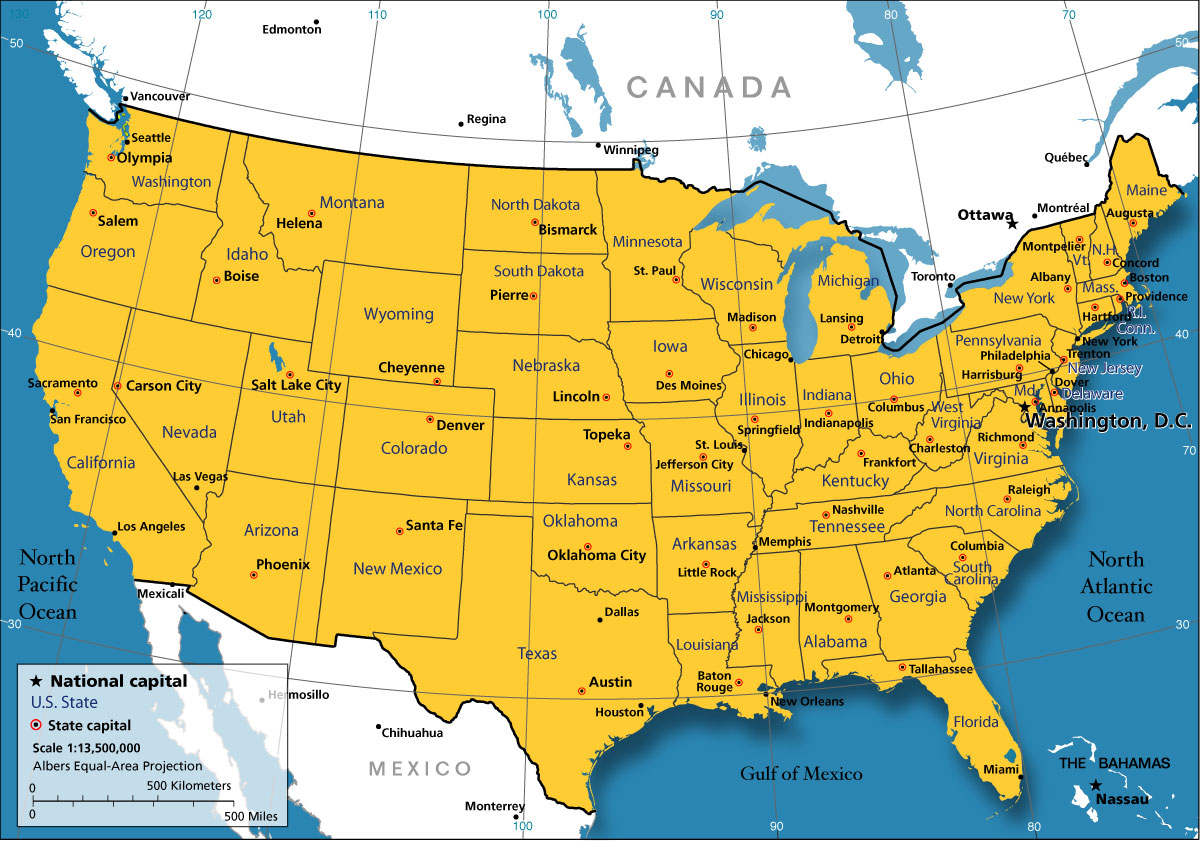 130
120
110
100
90
80
70
50
50
Edmonton
CANADA
Vancouver
Regina
Winnipeg
Québec
Seattle
Olympia
Washington
Montana
Helena
North Dakota
Bismarck
Minnesota
St. Paul
Ottawa
Montréal
Maine
Augusta
Salem
Oregon
Idaho
Boise
South Dakota
Pierre
Wisconsin
Madison
Michigan
Lansing
Detroit
Toronto
Montpelier
Vt.
N.H.
Concord
Albany
New York
Mass.
Boston
Providence
Hartford
R.I.
Conn.
40
40
Wyoming
Cheyenne
Nebraska
Lincoln
Iowa
Des Moines
Chicago
Illinois
Springfield
Indiana
Indianapolis
Ohio
Columbus
Pennsylvania
Philadelphia
Harrisburg
New York
Trenton
New Jersey
Dover
Delaware
Md.
Annapolis
Washington, D.C.
Sacramento
San Francisco
Carson City
Nevada
California
Las Vegas
Los Angeles
Salt Lake City
Utah
Denver
Colorado
Topeka
Kansas
St. Louis
Jefferson City
Missouri
West
Virginia
Charleston
Richmond
Virginia
Frankfort
Kentucky
70
Raleigh
North Carolina
Nashville
Tennessee
Memphis
Arizona
Phoenix
Santa Fe
New Mexico
Oklahoma
Oklahoma City
Arkansas
Little Rock
Columbia
South
Carolina
Atlanta
Georgia
Mississippi
Jackson
Montgomery
Alabama
North
Pacific
Ocean
North
Atlantic
Ocean
Mexicali
30
30
Dallas
Texas
Austin
Houston
Louisiana
Baton
Rouge
New Orleans
Tallahassee
Florida
Miami
Gulf of Mexico
THE BAHAMAS
Nassau
Hermosillo
Chihuahua
MEXICO
Monterrey
National capital
U.S. State
State capital
Scale 1:13,500,000
Albers Equal-Area Projection
0
500 Kilometers
0
500 Miles
100
90
80